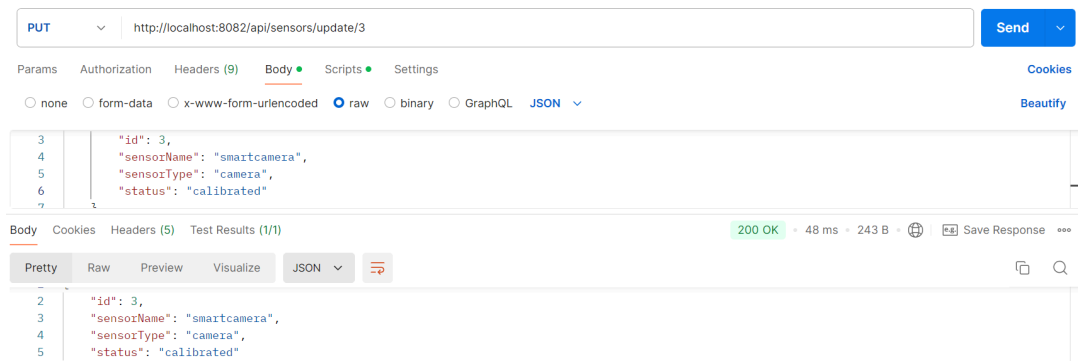 PUT http://localhost:8082/api/sensors/update/3 Send
Params Authorization Headers (9) Body Scripts Settings Cookies
none form-data x-www-form-urlencoded raw binary GraphQL JSON Beautify
3 "id": 3,
4 "sensorName": "smartcamera",
5 "sensorType": "camera",
6 "status": "calibrated"
7 }
Body Cookies Headers (5) Test Results (1/1) 200 OK 48 ms 243 B e.g. Save Response
Pretty Raw Preview Visualize JSON
2 "id": 3,
3 "sensorName": "smartcamera",
4 "sensorType": "camera",
5 "status": "calibrated"